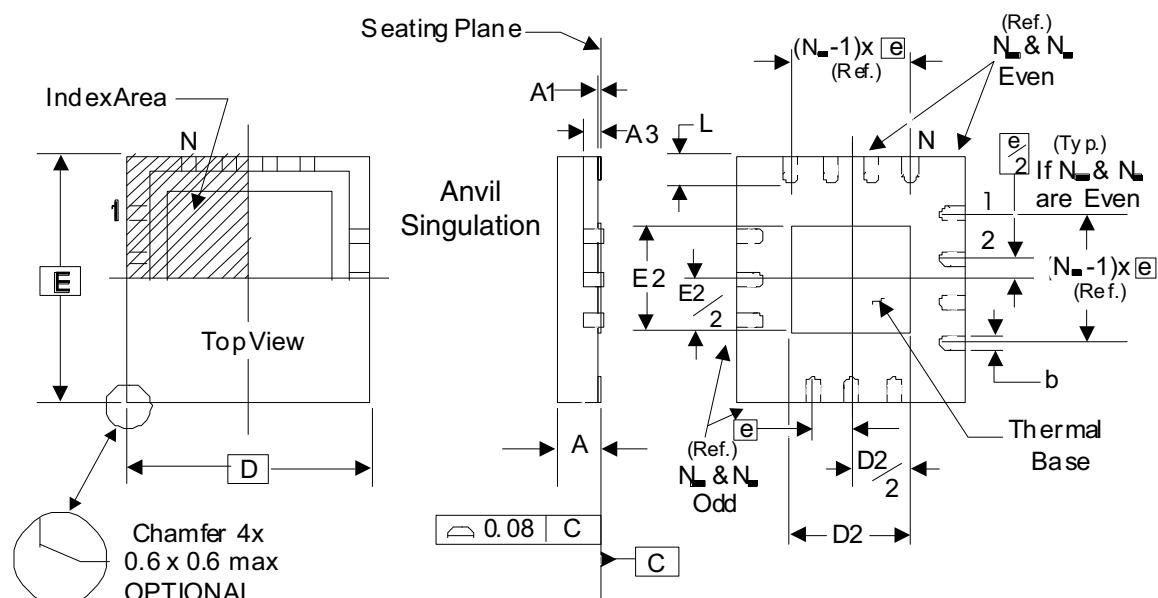 Seating Plane
(Ref.)
(N -1)x e
(Ref.)
N & N
Even
IndexArea
A1
A3
L
N
N
e/2
(Typ.)
If N & N
are Even
1
Anvil
Singulation
1
2
E
E2
E2/2
(N -1)x e
(Ref.)
TopView
b
e
A
(Ref.)
N & N
Odd
D2/2
Thermal
Base
D
0.08 C
D2
C
Chamfer 4x
0.6 x 0.6 max
OPTIONAL